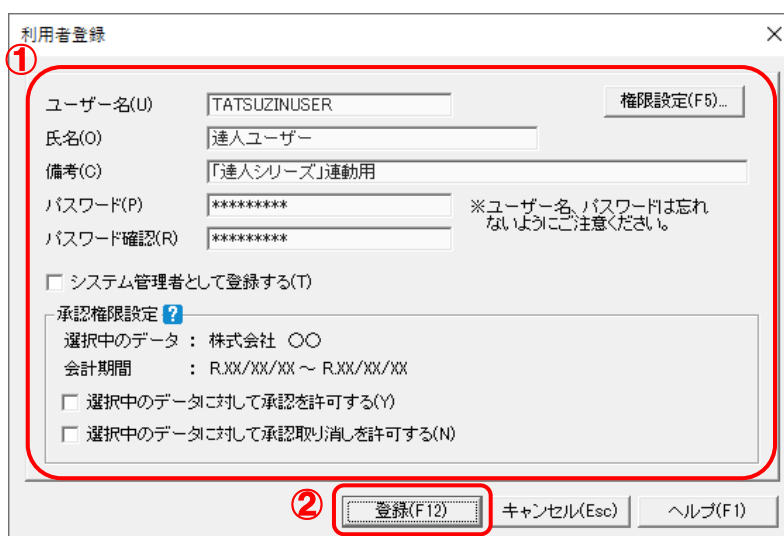 利用者登録
①
ユーザー名(U) TATSUZINUSER 権限設定(F5)...
氏名(O) 達人ユーザー
備考(C) 「達人シリーズ」連動用
パスワード(P) *********
パスワード確認(R) *********
※ユーザー名、パスワードは忘れ
ないようにご注意ください。
システム管理者として登録する(T)
承認権限設定 ?
選択中のデータ : 株式会社 〇〇
会計期間 : R.XX/XX/XX ~ R.XX/XX/XX
選択中のデータに対して承認を許可する(Y)
選択中のデータに対して承認取り消しを許可する(N)
② 登録(F12) キャンセル(Esc) ヘルプ(F1)